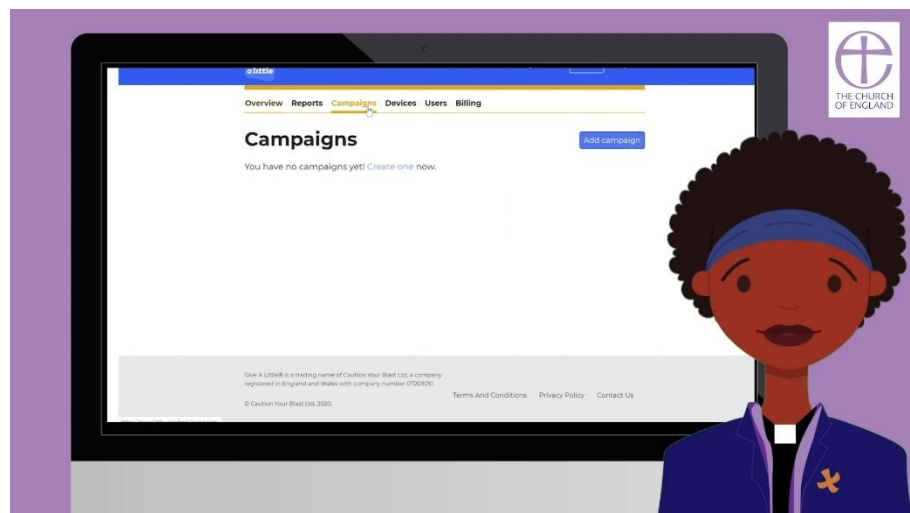 a little
THE CHURCH
OF ENGLAND
Overview Reports Campaigns Devices Users Billing
Campaigns
Add campaign
You have no campaigns yet! Create one now.
Give A Little® is a trading name of Caution Your Blast Ltd, a company
registered in England and Wales with company number 07203051.
Terms And Conditions Privacy Policy Contact Us
© Caution Your Blast Ltd, 2020.